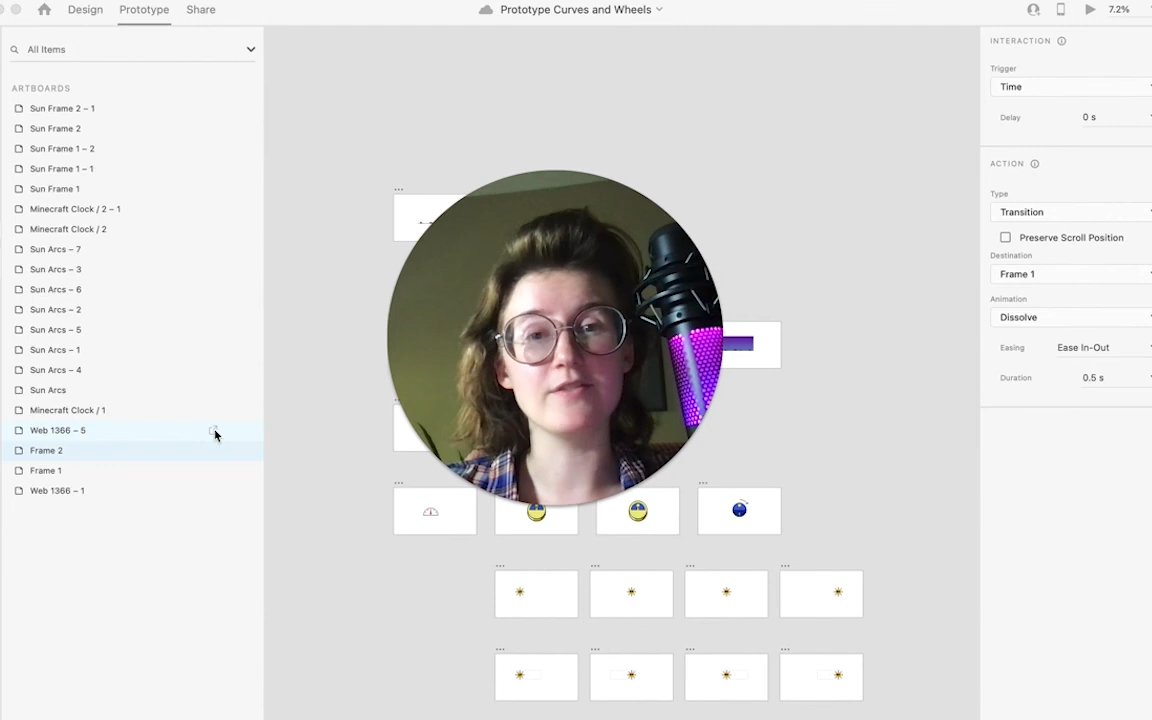 Design Prototype Share Prototype Curves and Wheels 7.2%
All Items
ARTBOARDS
Sun Frame 2 – 1
Sun Frame 2
Sun Frame 1 – 2
Sun Frame 1 – 1
Sun Frame 1
Minecraft Clock / 2 – 1
Minecraft Clock / 2
Sun Arcs – 7
Sun Arcs – 3
Sun Arcs – 6
Sun Arcs – 2
Sun Arcs – 5
Sun Arcs – 1
Sun Arcs – 4
Sun Arcs
Minecraft Clock / 1
Web 1366 – 5
Frame 2
Frame 1
Web 1366 – 1
INTERACTION
Trigger
Time
Delay 0 s
ACTION
Type
Transition
Preserve Scroll Position
Destination
Frame 1
Animation
Dissolve
Easing Ease In-Out
Duration 0.5 s